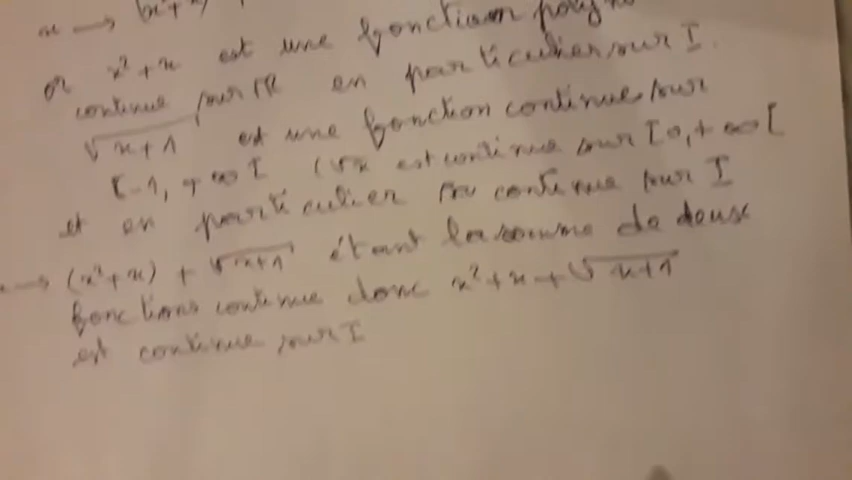 x → (x²+x)
or x²+x est une fonction poly
continue sur IR en particulier sur I.
√x+1 est une fonction continue sur
[-1, +∞[ (√x est continue sur [0, +∞[
et en particulier continue sur I
→ (x²+x) + √x+1 étant la somme de deux
fonctions continue donc x²+x+√x+1
est continue sur I